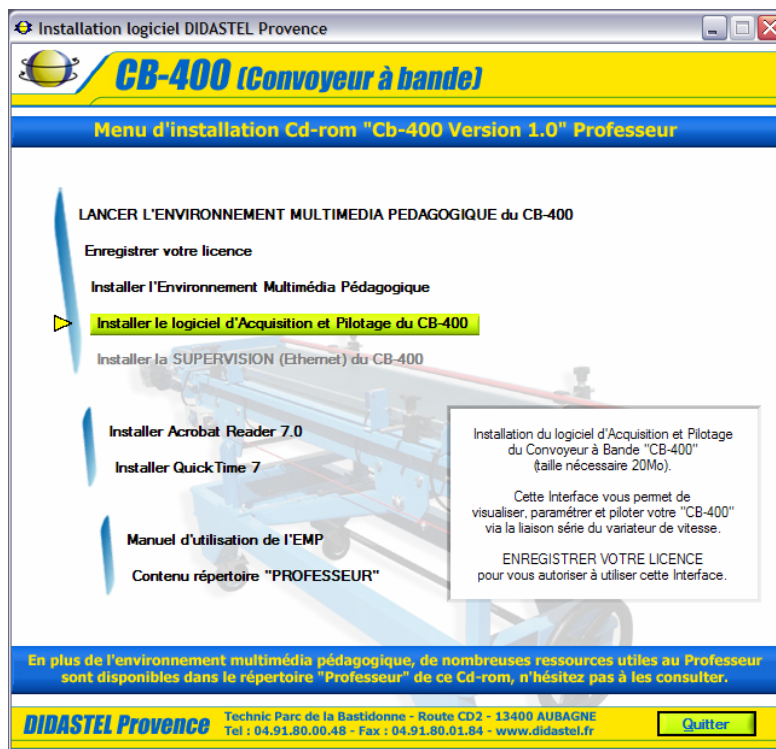 Installation logiciel DIDASTEL Provence
CB-400 (Convoyeur à bande)
Menu d'installation Cd-rom "Cb-400 Version 1.0" Professeur
LANCER L'ENVIRONNEMENT MULTIMEDIA PEDAGOGIQUE du CB-400
Enregistrer votre licence
Installer l'Environnement Multimédia Pédagogique
Installer le logiciel d'Acquisition et Pilotage du CB-400
Installer la SUPERVISION (Ethernet) du CB-400
Installer Acrobat Reader 7.0
Installer QuickTime 7
Manuel d'utilisation de l'EMP
Contenu répertoire "PROFESSEUR"
Installation du logiciel d'Acquisition et Pilotage
du Convoyeur à Bande "CB-400"
(taille nécessaire 20Mo).
Cette Interface vous permet de
visualiser, paramétrer et piloter votre "CB-400"
via la liaison série du variateur de vitesse.
ENREGISTRER VOTRE LICENCE
pour vous autoriser à utiliser cette Interface.
En plus de l'environnement multimédia pédagogique, de nombreuses ressources utiles au Professeur
sont disponibles dans le répertoire "Professeur" de ce Cd-rom, n'hésitez pas à les consulter.
DIDASTEL Provence
Technic Parc de la Bastidonne - Route CD2 - 13400 AUBAGNE
Tel : 04.91.80.00.48 - Fax : 04.91.80.01.84 - www.didastel.fr
Quitter